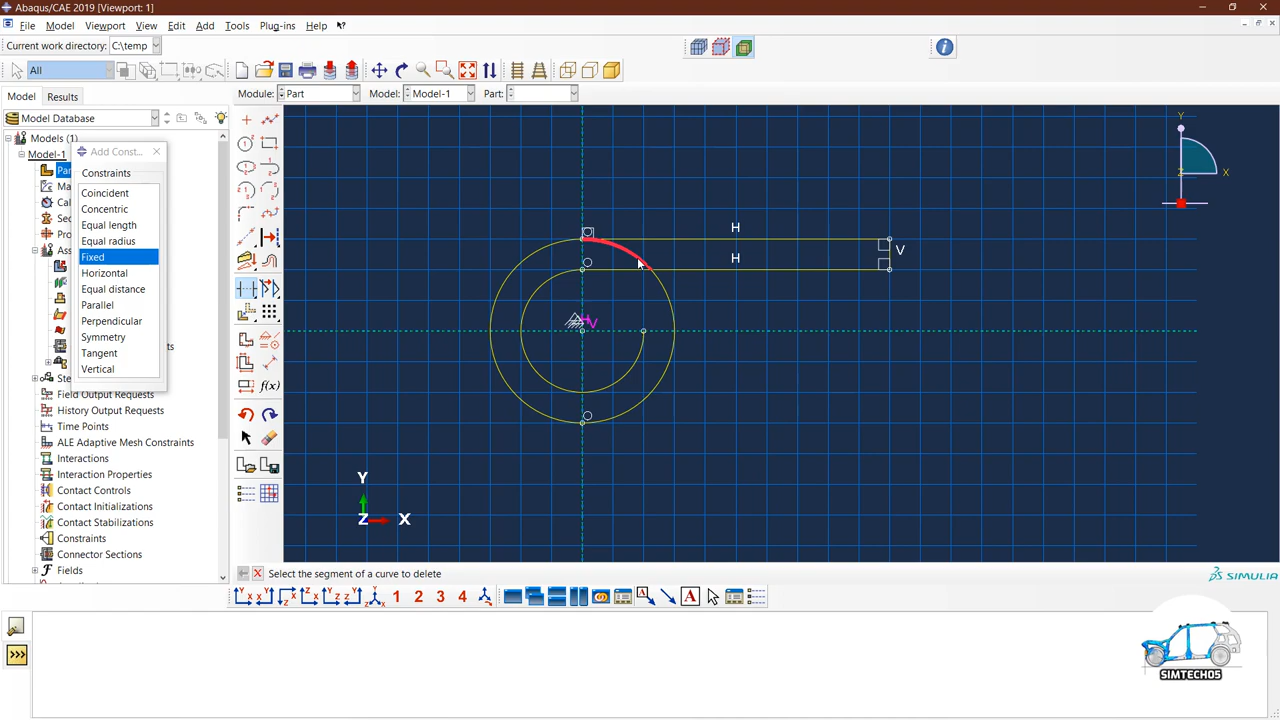 Abaqus/CAE 2019 [Viewport: 1]
File Model Viewport View Edit Add Tools Plug-ins Help
Current work directory: C:\temp
All
Model Results
Module: Part Model: Model-1 Part:
Model Database
Models (1)
Model-1
Add Const...
Constraints
Coincident
Concentric
Equal length
Equal radius
Fixed
Horizontal
Equal distance
Parallel
Perpendicular
Symmetry
Tangent
Vertical
Field Output Requests
History Output Requests
Time Points
ALE Adaptive Mesh Constraints
Interactions
Interaction Properties
Contact Controls
Contact Initializations
Contact Stabilizations
Constraints
Connector Sections
Fields
f(x)
H
H
V
H
V
Y
X
Z
Y
Z X
Select the segment of a curve to delete
1 2 3 4
A
SIMULIA
>>>
SIMTECH05